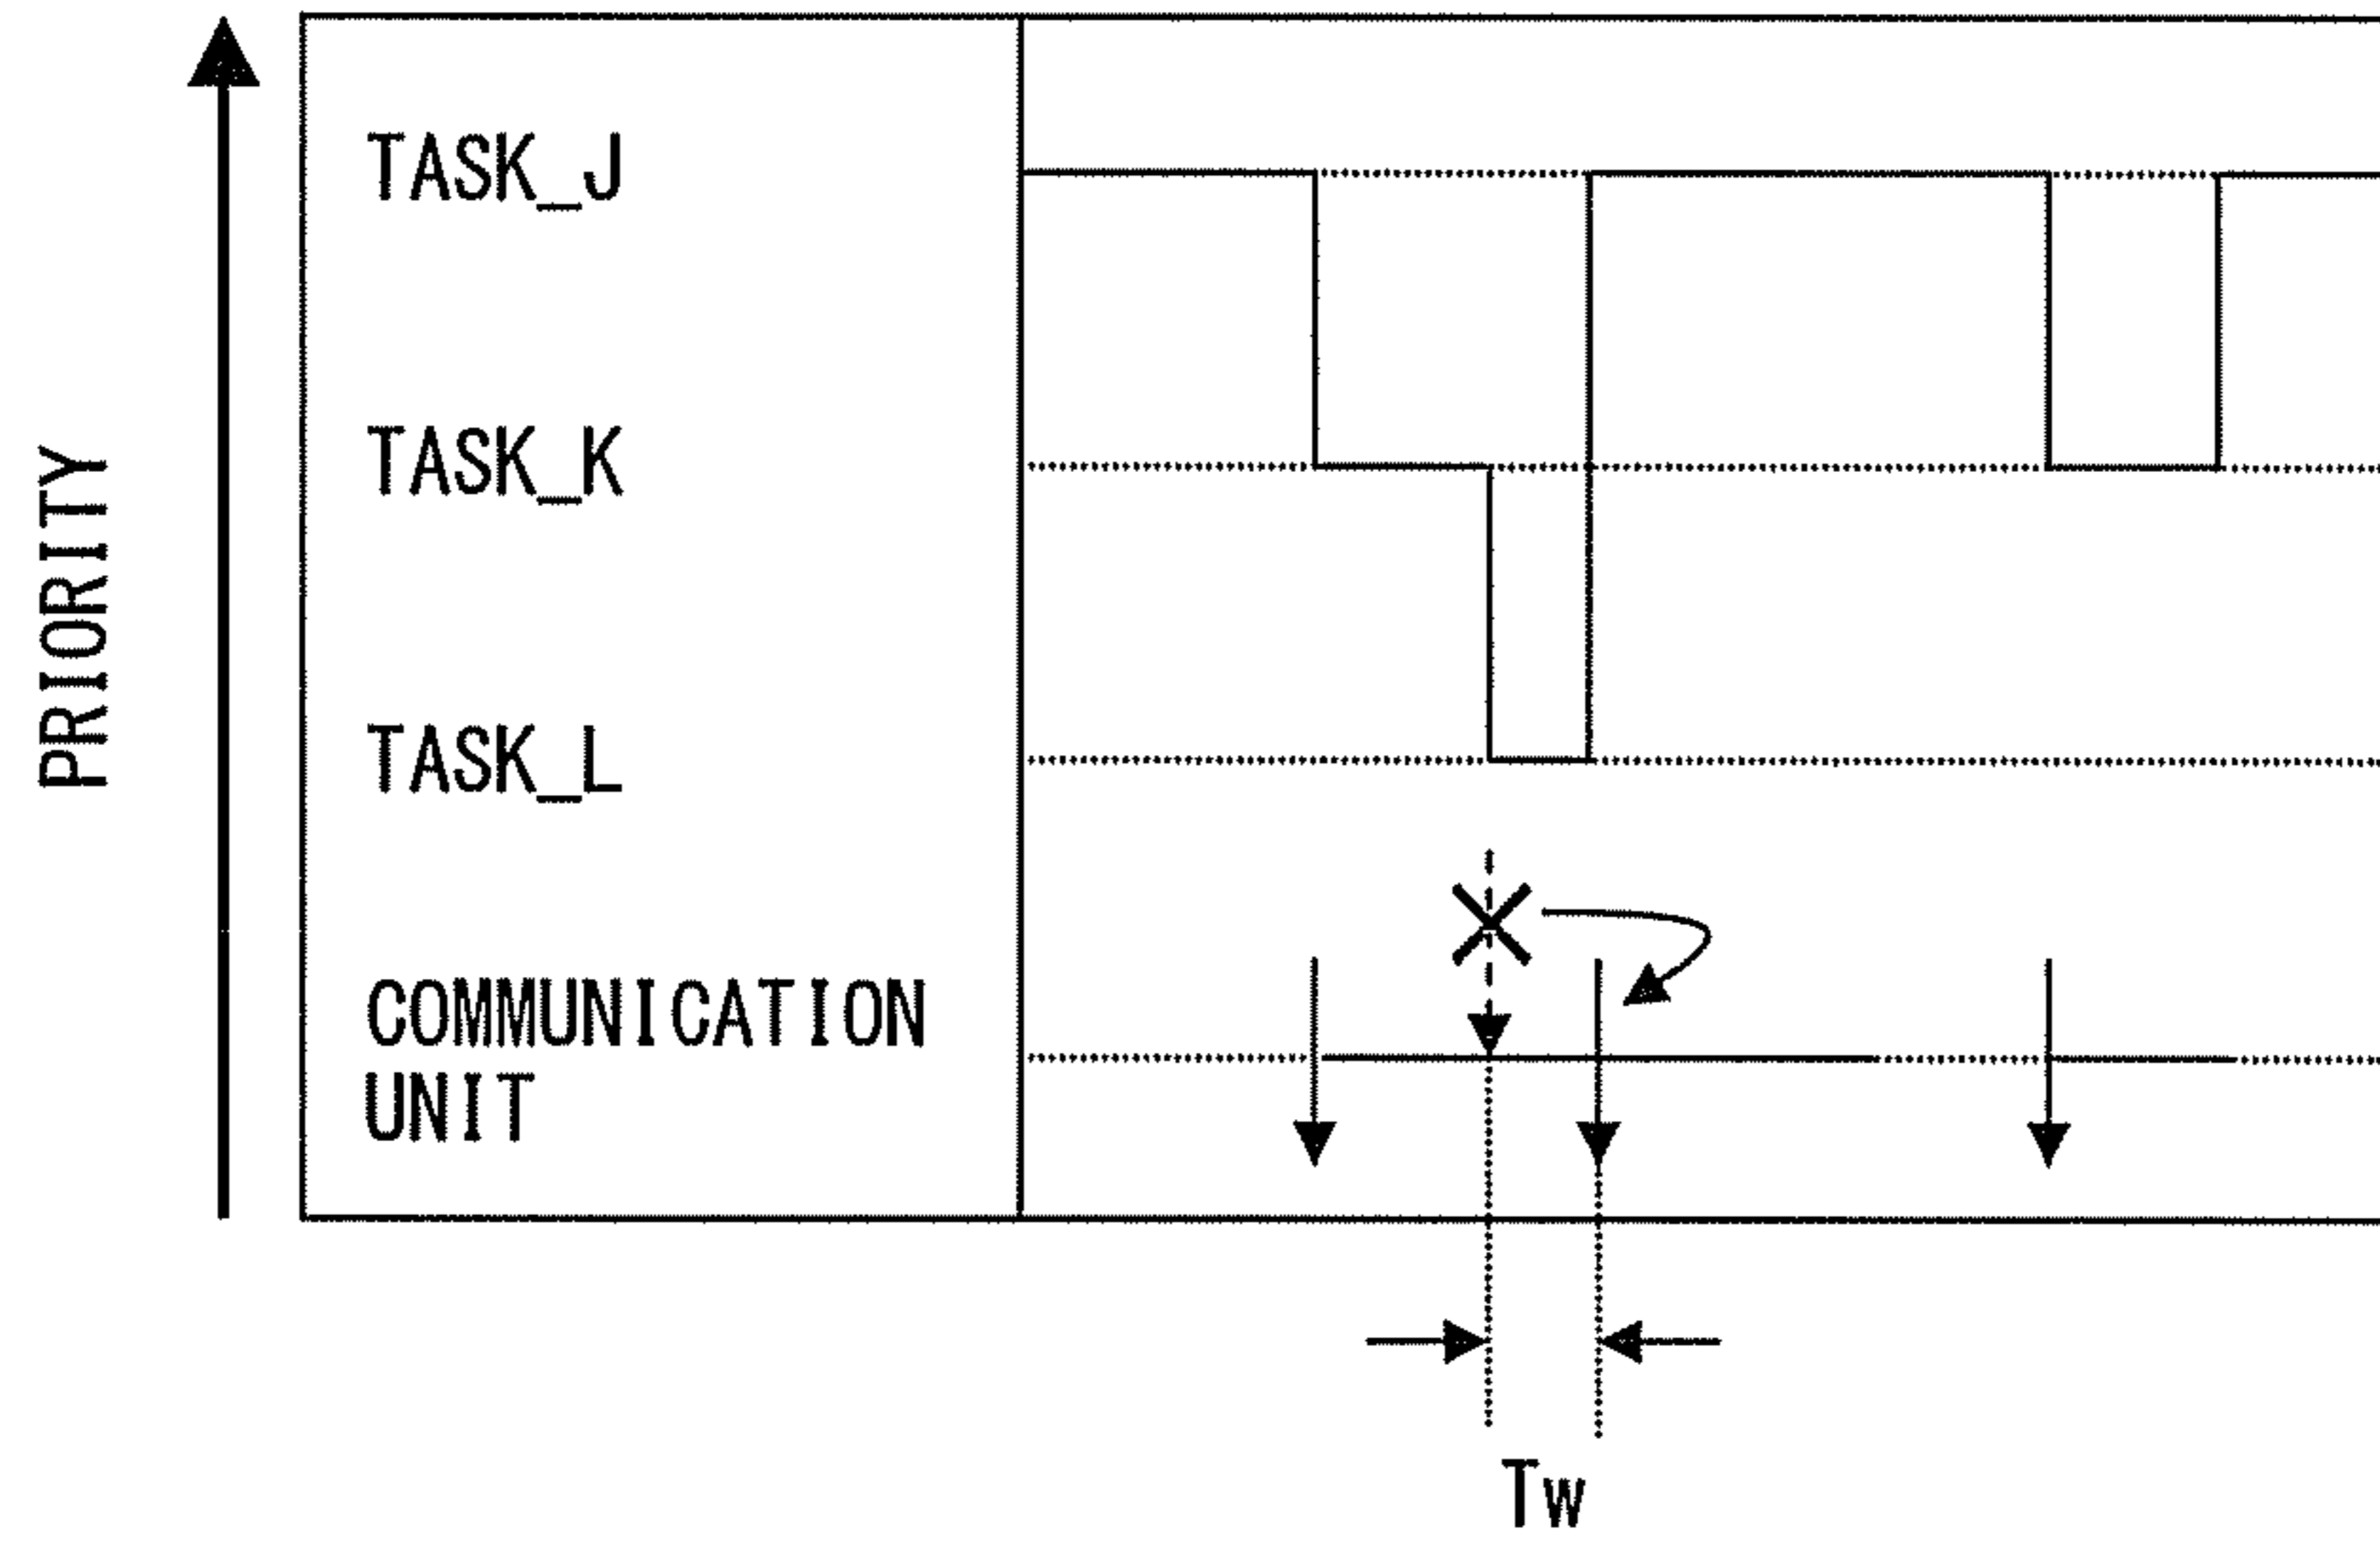 PRIORITY
TASK_J
TASK_K
TASK_L
COMMUNICATION
UNIT
Tw